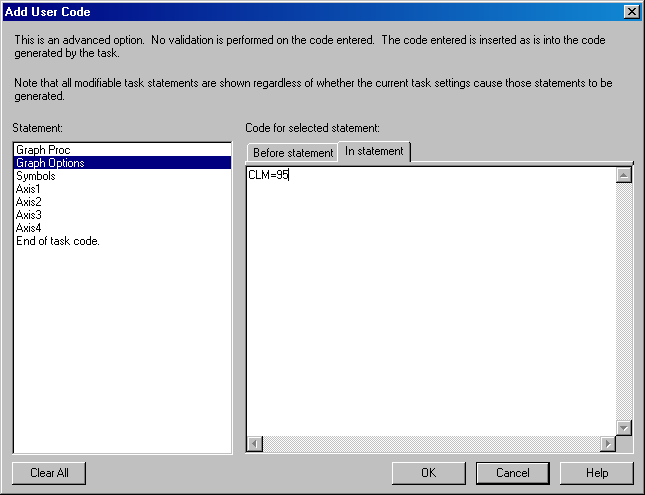 Add User Code
This is an advanced option. No validation is performed on the code entered. The code entered is inserted as is into the code
generated by the task.
Note that all modifiable task statements are shown regardless of whether the current task settings cause those statements to be
generated.
Statement:
Code for selected statement:
Graph Proc
Graph Options
Symbols
Axis1
Axis2
Axis3
Axis4
End of task code.
Before statement
In statement
CLM=95
Clear All
OK
Cancel
Help